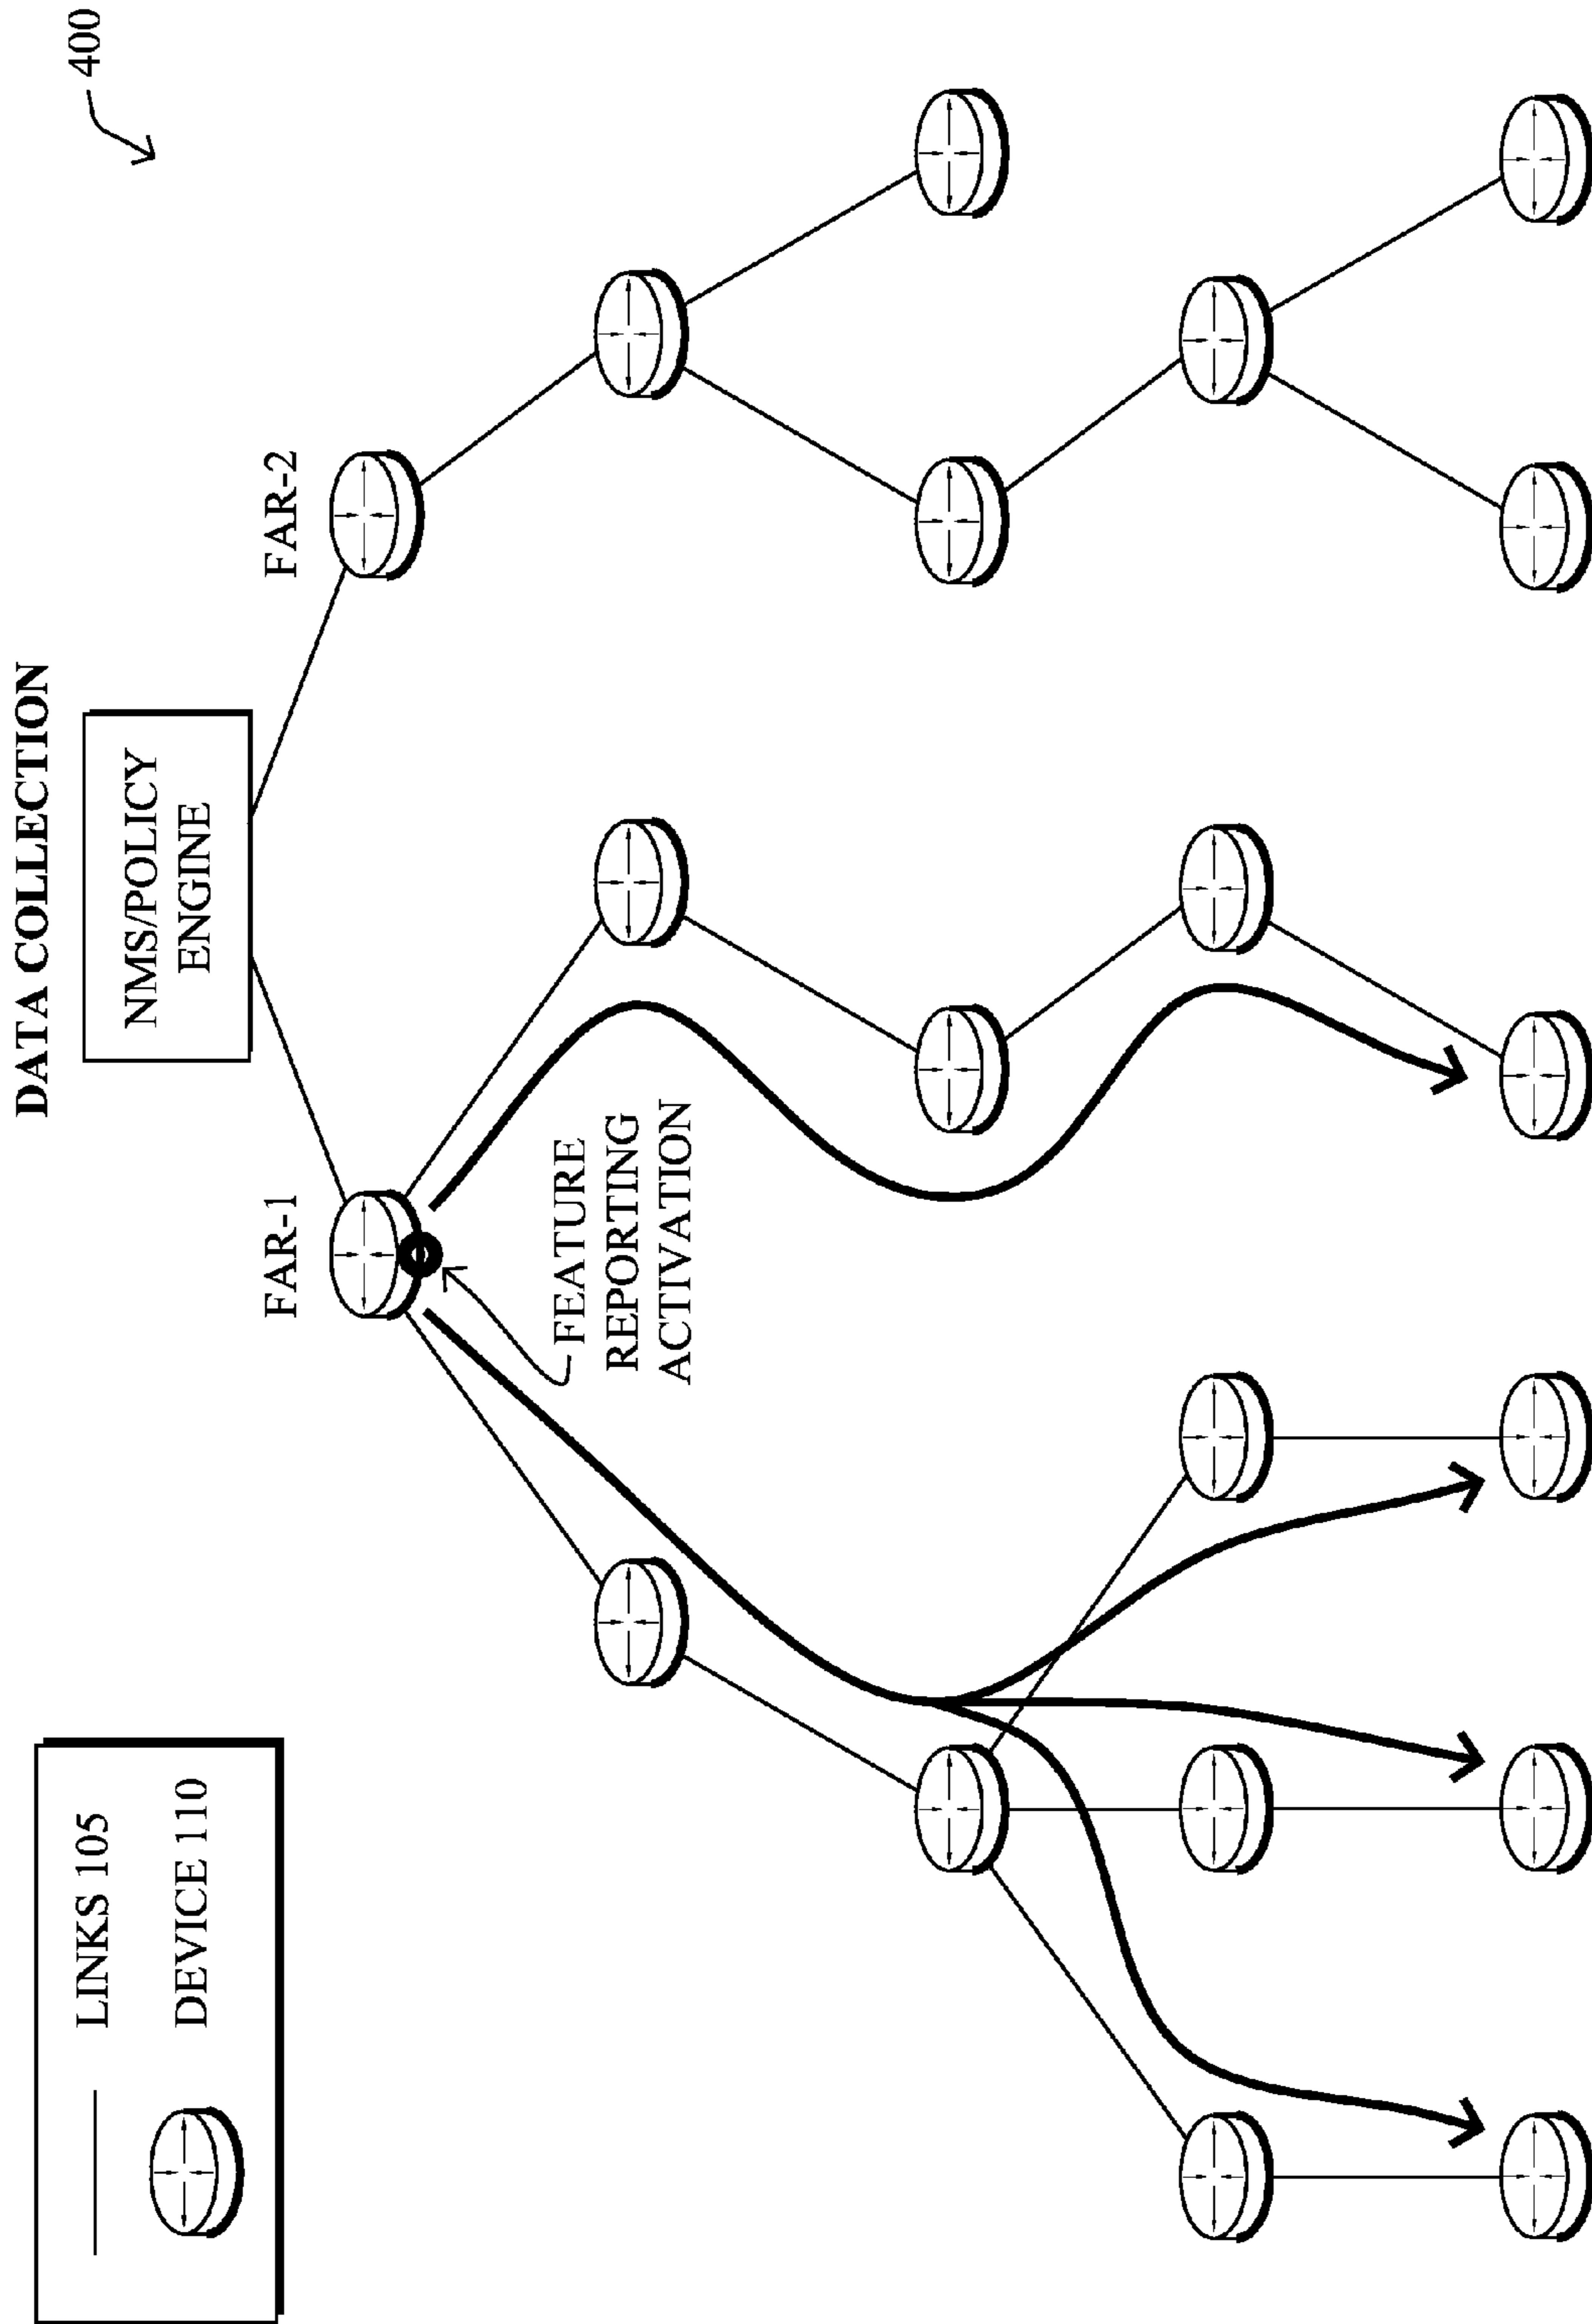 DATA COLLECTION
400
LINKS 105
DEVICE 110
NMS/POLICY
ENGINE
FAR-1
FAR-2
FEATURE
REPORTING
ACTIVATION